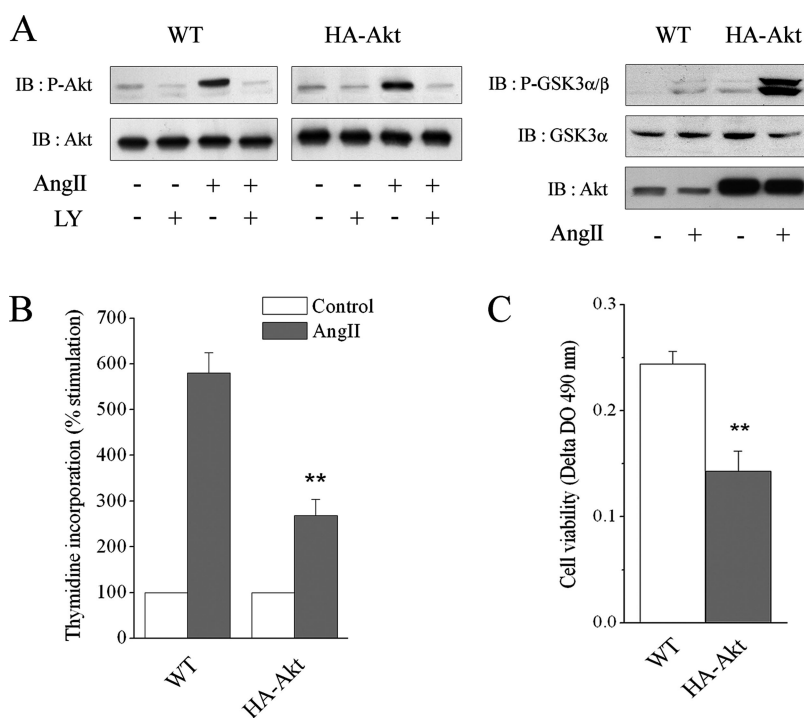 A
WT HA-Akt
IB : P-Akt
IB : Akt
AngII - + - + - + - +
LY - + - + - + - +
WT HA-Akt
IB : P-GSK3α/β
IB : GSK3α
IB : Akt
AngII - + - +
B
Control
AngII
Thymidine incorporation (% stimulation)
700
600
500
400
300
200
100
0
**
WT HA-Akt
C
Cell viability (Delta DO 490 nm)
0.3
0.2
0.1
0.0
**
WT HA-Akt